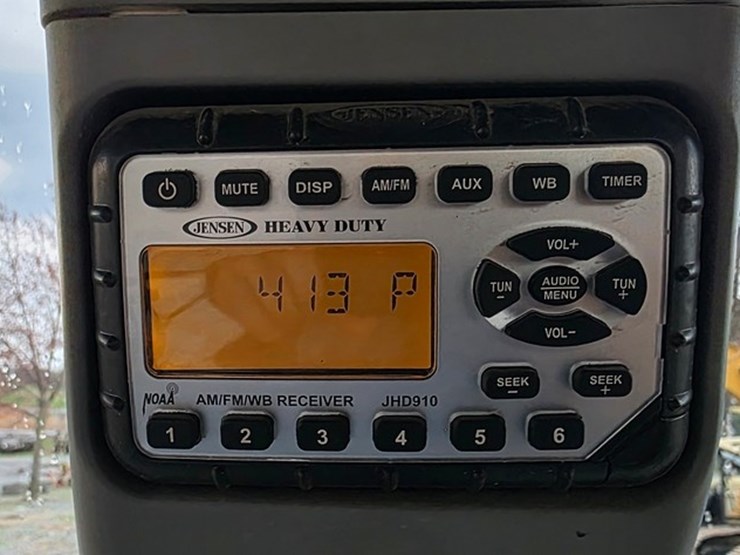 JENSEN
MUTE DISP AM/FM AUX WB TIMER
JENSEN HEAVY DUTY
VOL+
TUN - AUDIO MENU TUN +
VOL-
413 P
SEEK - SEEK +
NOAA AM/FM/WB RECEIVER JHD910
1 2 3 4 5 6